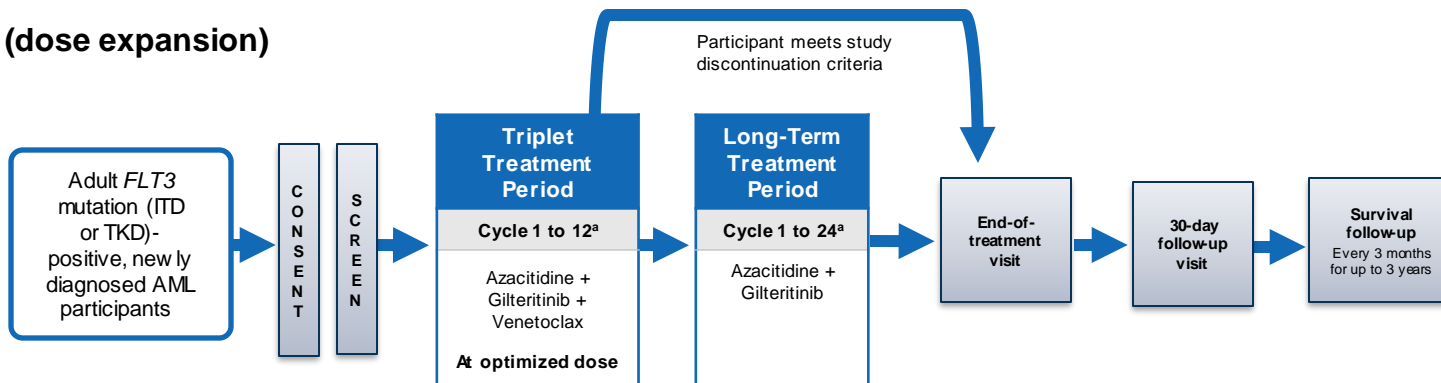 (dose expansion)
Participant meets study
discontinuation criteria
Adult FLT3
mutation (ITD
or TKD)-
positive, newly
diagnosed AML
participants
CONSENT
SCREEN
Triplet
Treatment
Period
Cycle 1 to 12ª
Azacitidine +
Gilteritinib +
Venetoclax
At optimized dose
Long-Term
Treatment
Period
Cycle 1 to 24ª
Azacitidine +
Gilteritinib
End-of-
treatment
visit
30-day
follow-up
visit
Survival
follow-up
Every 3 months
for up to 3 years